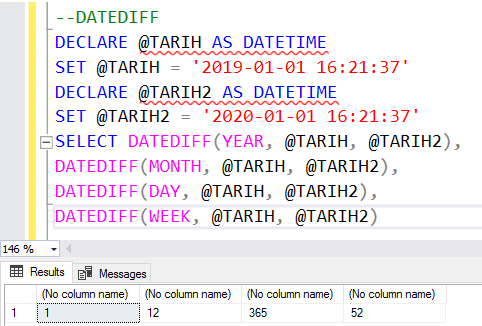 --DATEDIFF
DECLARE @TARIH AS DATETIME
SET @TARIH = '2019-01-01 16:21:37'
DECLARE @TARIH2 AS DATETIME
SET @TARIH2 = '2020-01-01 16:21:37'
SELECT DATEDIFF(YEAR, @TARIH, @TARIH2),
DATEDIFF(MONTH, @TARIH, @TARIH2),
DATEDIFF(DAY, @TARIH, @TARIH2),
DATEDIFF(WEEK, @TARIH, @TARIH2)
146 %
Results Messages
(No column name) (No column name) (No column name) (No column name)
1 1 12 365 52